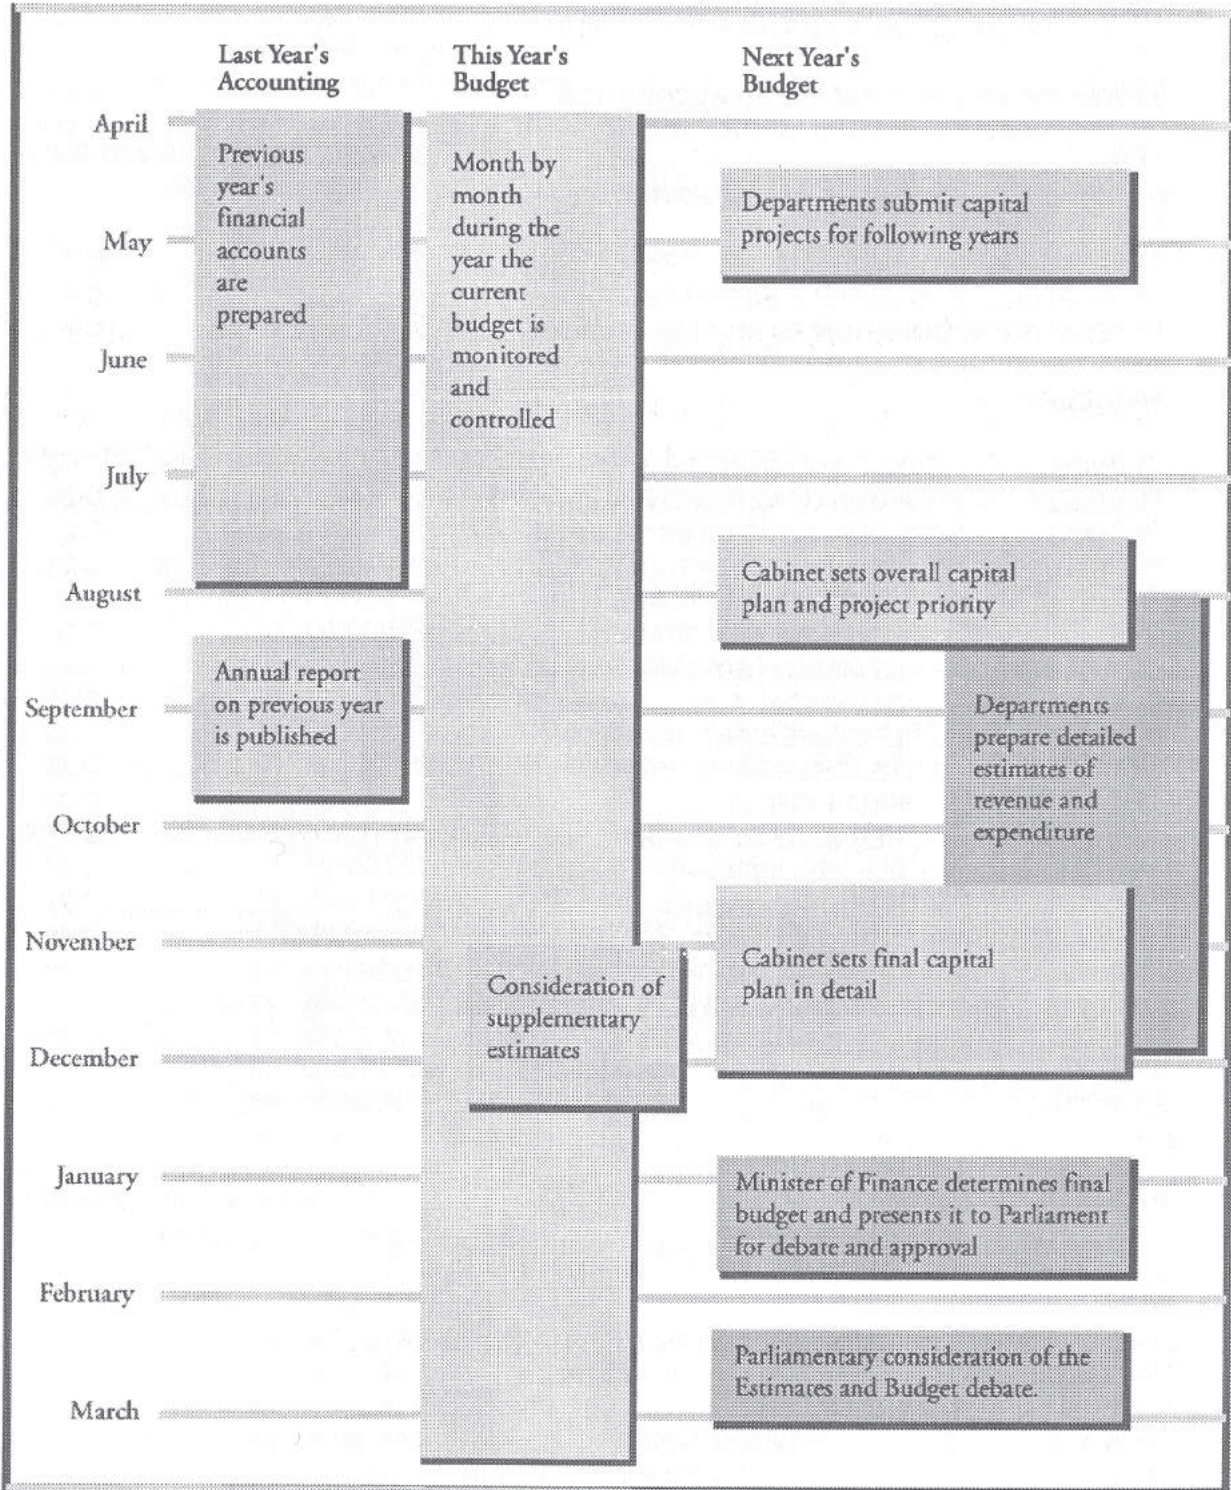 Last Year's
Accounting
This Year's
Budget
Next Year's
Budget
April
May
June
July
August
September
October
November
December
January
February
March
Previous
year's
financial
accounts
are
prepared
Annual report
on previous year
is published
Month by
month
during the
year the
current
budget is
monitored
and
controlled
Consideration of
supplementary
estimates
Departments submit capital
projects for following years
Cabinet sets overall capital
plan and project priority
Departments
prepare detailed
estimates of
revenue and
expenditure
Cabinet sets final capital
plan in detail
Minister of Finance determines final
budget and presents it to Parliament
for debate and approval
Parliamentary consideration of the
Estimates and Budget debate.